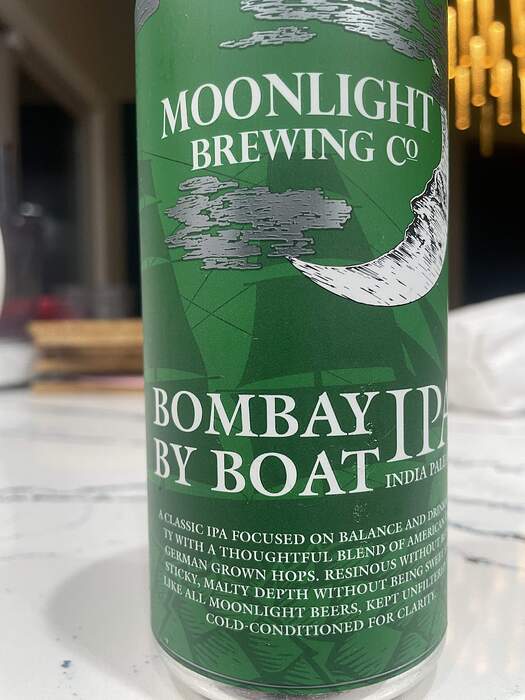 MOONLIGHT
BREWING CO
BOMBAY
BY BOAT
IPA
INDIA PALE
A CLASSIC IPA FOCUSED ON BALANCE AND
TY WITH A THOUGHTFUL BLEND OF AMERICAN
GERMAN GROWN HOPS. RESINOUS WITHOUT
STICKY, MALTY DEPTH WITHOUT BEING SWEET
LIKE ALL MOONLIGHT BEERS, KEPT UNFILTERED
COLD-CONDITIONED FOR CLARITY.